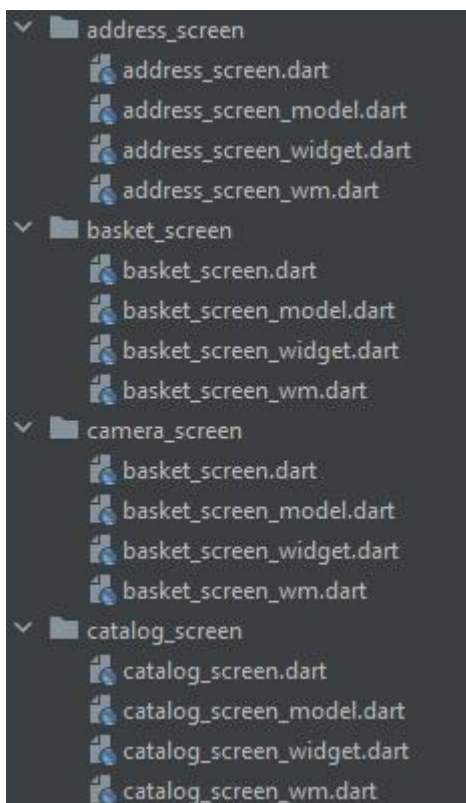 address_screen
address_screen.dart
address_screen_model.dart
address_screen_widget.dart
address_screen_wm.dart
basket_screen
basket_screen.dart
basket_screen_model.dart
basket_screen_widget.dart
basket_screen_wm.dart
camera_screen
basket_screen.dart
basket_screen_model.dart
basket_screen_widget.dart
basket_screen_wm.dart
catalog_screen
catalog_screen.dart
catalog_screen_model.dart
catalog_screen_widget.dart
catalog_screen_wm.dart